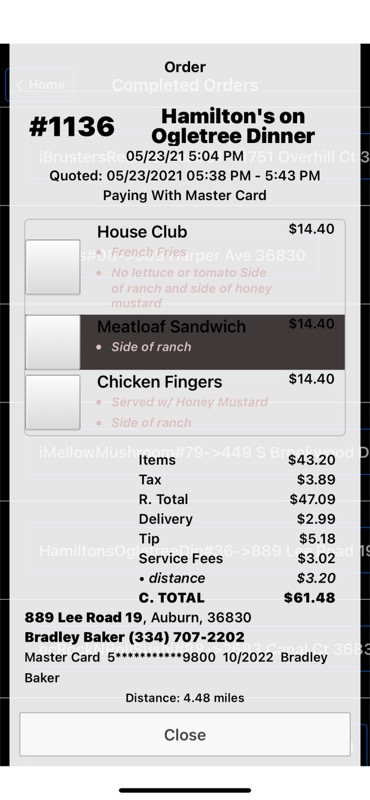 Order
Home
Completed Orders
#1136
Hamilton's on
Ogletree Dinner
05/23/21 5:04 PM
Quoted: 05/23/2021 05:38 PM - 5:43 PM
Paying With Master Card
House Club $14.40
• French Fries
• No lettuce or tomato Side
of ranch and side of honey
mustard
Meatloaf Sandwich $14.40
• Side of ranch
Chicken Fingers $14.40
• Served w/ Honey Mustard
• Side of ranch
Items $43.20
Tax $3.89
R. Total $47.09
Delivery $2.99
Tip $5.18
Service Fees $3.02
• distance $3.20
C. TOTAL $61.48
889 Lee Road 19, Auburn, 36830
Bradley Baker (334) 707-2202
Master Card 5**********9800 10/2022 Bradley
Baker
Distance: 4.48 miles
Close